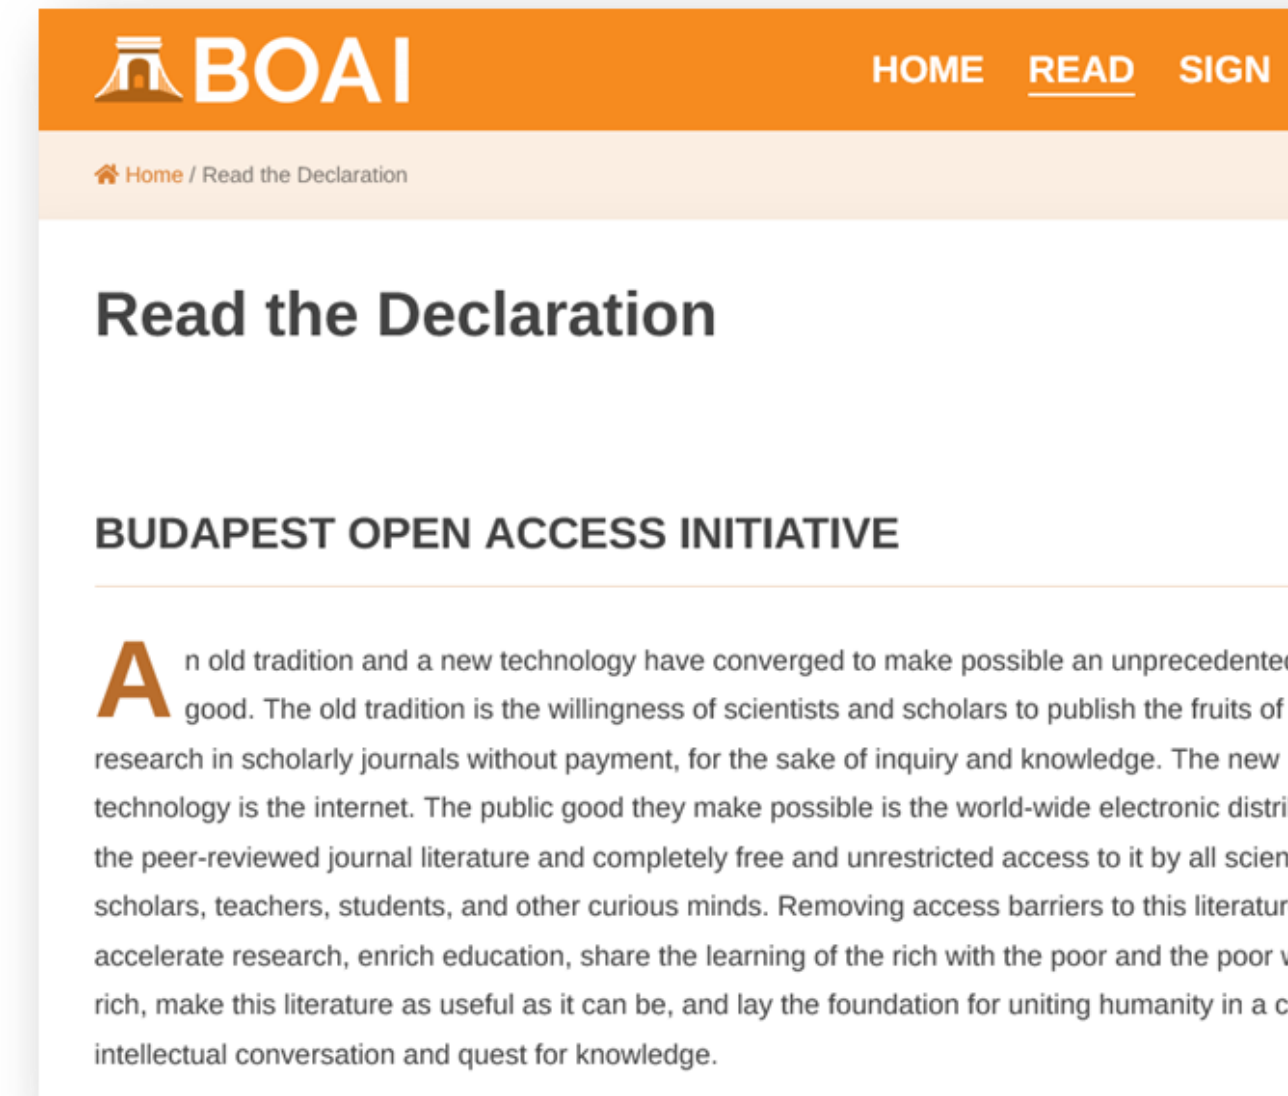 BOAI
HOME READ SIGN
Home / Read the Declaration
Read the Declaration
BUDAPEST OPEN ACCESS INITIATIVE
An old tradition and a new technology have converged to make possible an unprecedented
good. The old tradition is the willingness of scientists and scholars to publish the fruits of
research in scholarly journals without payment, for the sake of inquiry and knowledge. The new
technology is the internet. The public good they make possible is the world-wide electronic distri
the peer-reviewed journal literature and completely free and unrestricted access to it by all scien
scholars, teachers, students, and other curious minds. Removing access barriers to this literatur
accelerate research, enrich education, share the learning of the rich with the poor and the poor w
rich, make this literature as useful as it can be, and lay the foundation for uniting humanity in a c
intellectual conversation and quest for knowledge.